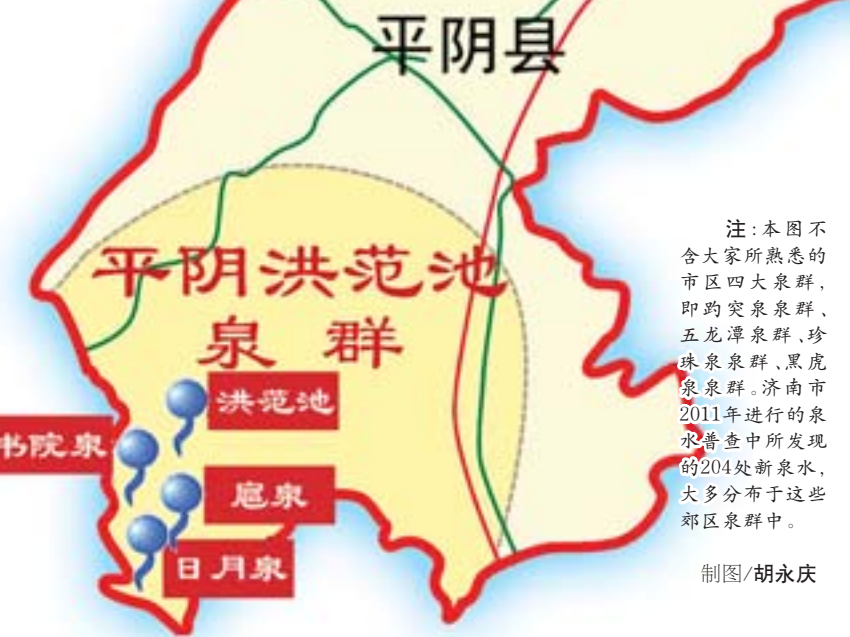 平阴县
平阴洪范池
泉群
洪范池
书院泉
扈泉
日月泉
注:本图不
含大家所熟悉的
市区四大泉群,
即趵突泉泉群、
五龙潭泉群、珍
珠泉泉群、黑虎
泉泉群。济南市
2011年进行的泉
水普查中所发现
的204处新泉水,
大多分布于这些
郊区泉群中。
制图/胡永庆